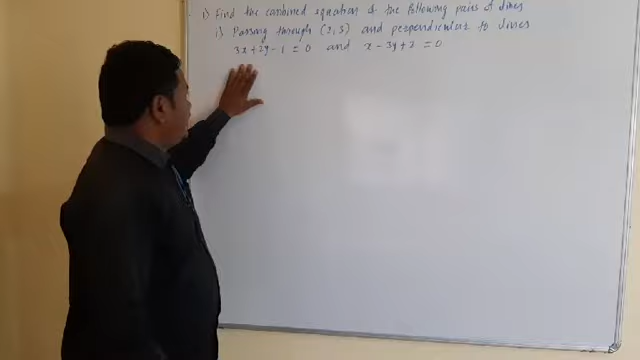 1) Find the combined equation of the following pairs of lines
i) Passing through (2,3) and perpendicular to lines
3x+2y-1=0 and x-3y+2=0